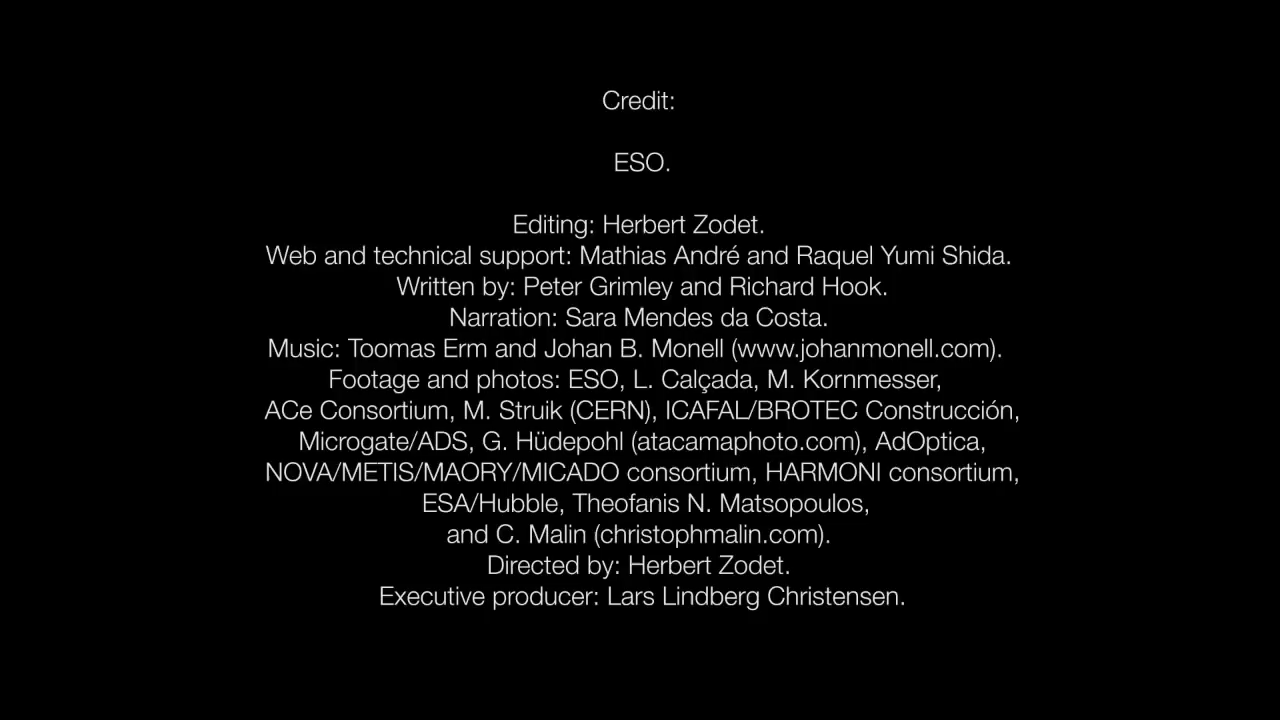 Credit:
ESO.
Editing: Herbert Zodet.
Web and technical support: Mathias André and Raquel Yumi Shida.
Written by: Peter Grimley and Richard Hook.
Narration: Sara Mendes da Costa.
Music: Toomas Erm and Johan B. Monell (www.johanmonell.com).
Footage and photos: ESO, L. Calçada, M. Kornmesser,
ACe Consortium, M. Struik (CERN), ICAFAL/BROTEC Construcción,
Microgate/ADS, G. Hüdepohl (atacamaphoto.com), AdOptica,
NOVA/METIS/MAORY/MICADO consortium, HARMONI consortium,
ESA/Hubble, Theofanis N. Matsopoulos,
and C. Malin (christophmalin.com).
Directed by: Herbert Zodet.
Executive producer: Lars Lindberg Christensen.